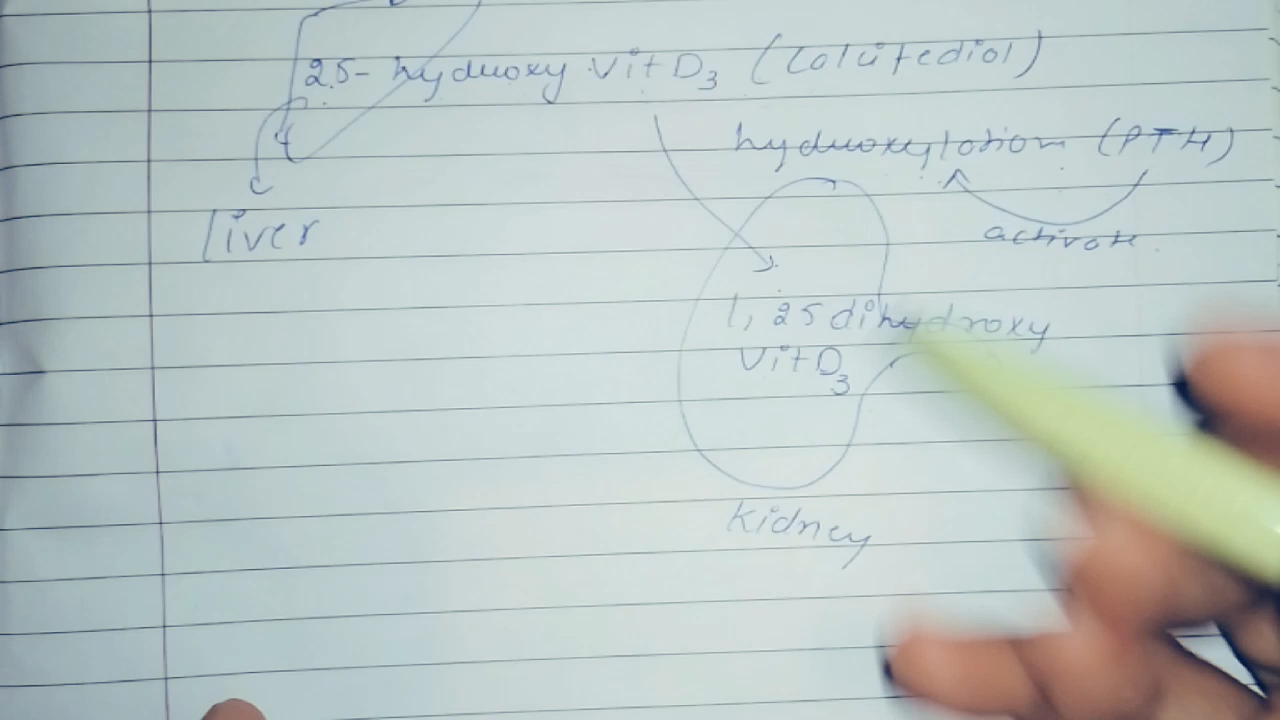 25- hydroxy Vit D3 (Calcifediol)
hydroxylation (PTH)
activate
liver
1, 25 dihydroxy
Vit D3
kidney